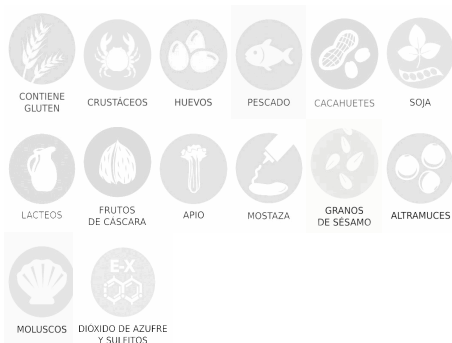 CONTIENE
GLUTEN
CRUSTÁCEOS
HUEVOS
PESCADO
CACAHUETES
SOJA
LACTEOS
FRUTOS
DE CÁSCARA
APIO
MOSTAZA
GRANOS
DE SÉSAMO
ALTRAMUCES
MOLUSCOS
E-X
DIÓXIDO DE AZUFRE
Y SULFITOS